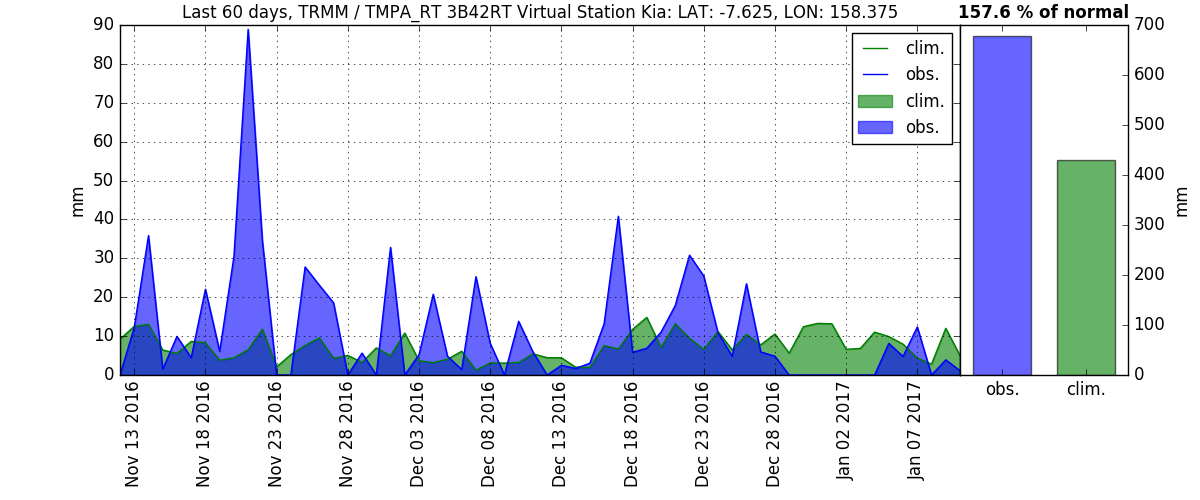 Last 60 days, TRMM / TMPA_RT 3B42RT Virtual Station Kia: LAT: -7.625, LON: 158.375
157.6 % of normal
90
80
70
60
50
40
30
20
10
0
mm
clim.
obs.
clim.
obs.
700
600
500
400
300
200
100
0
mm
obs.
clim.
Nov 13 2016
Nov 18 2016
Nov 23 2016
Nov 28 2016
Dec 03 2016
Dec 08 2016
Dec 13 2016
Dec 18 2016
Dec 23 2016
Dec 28 2016
Jan 02 2017
Jan 07 2017